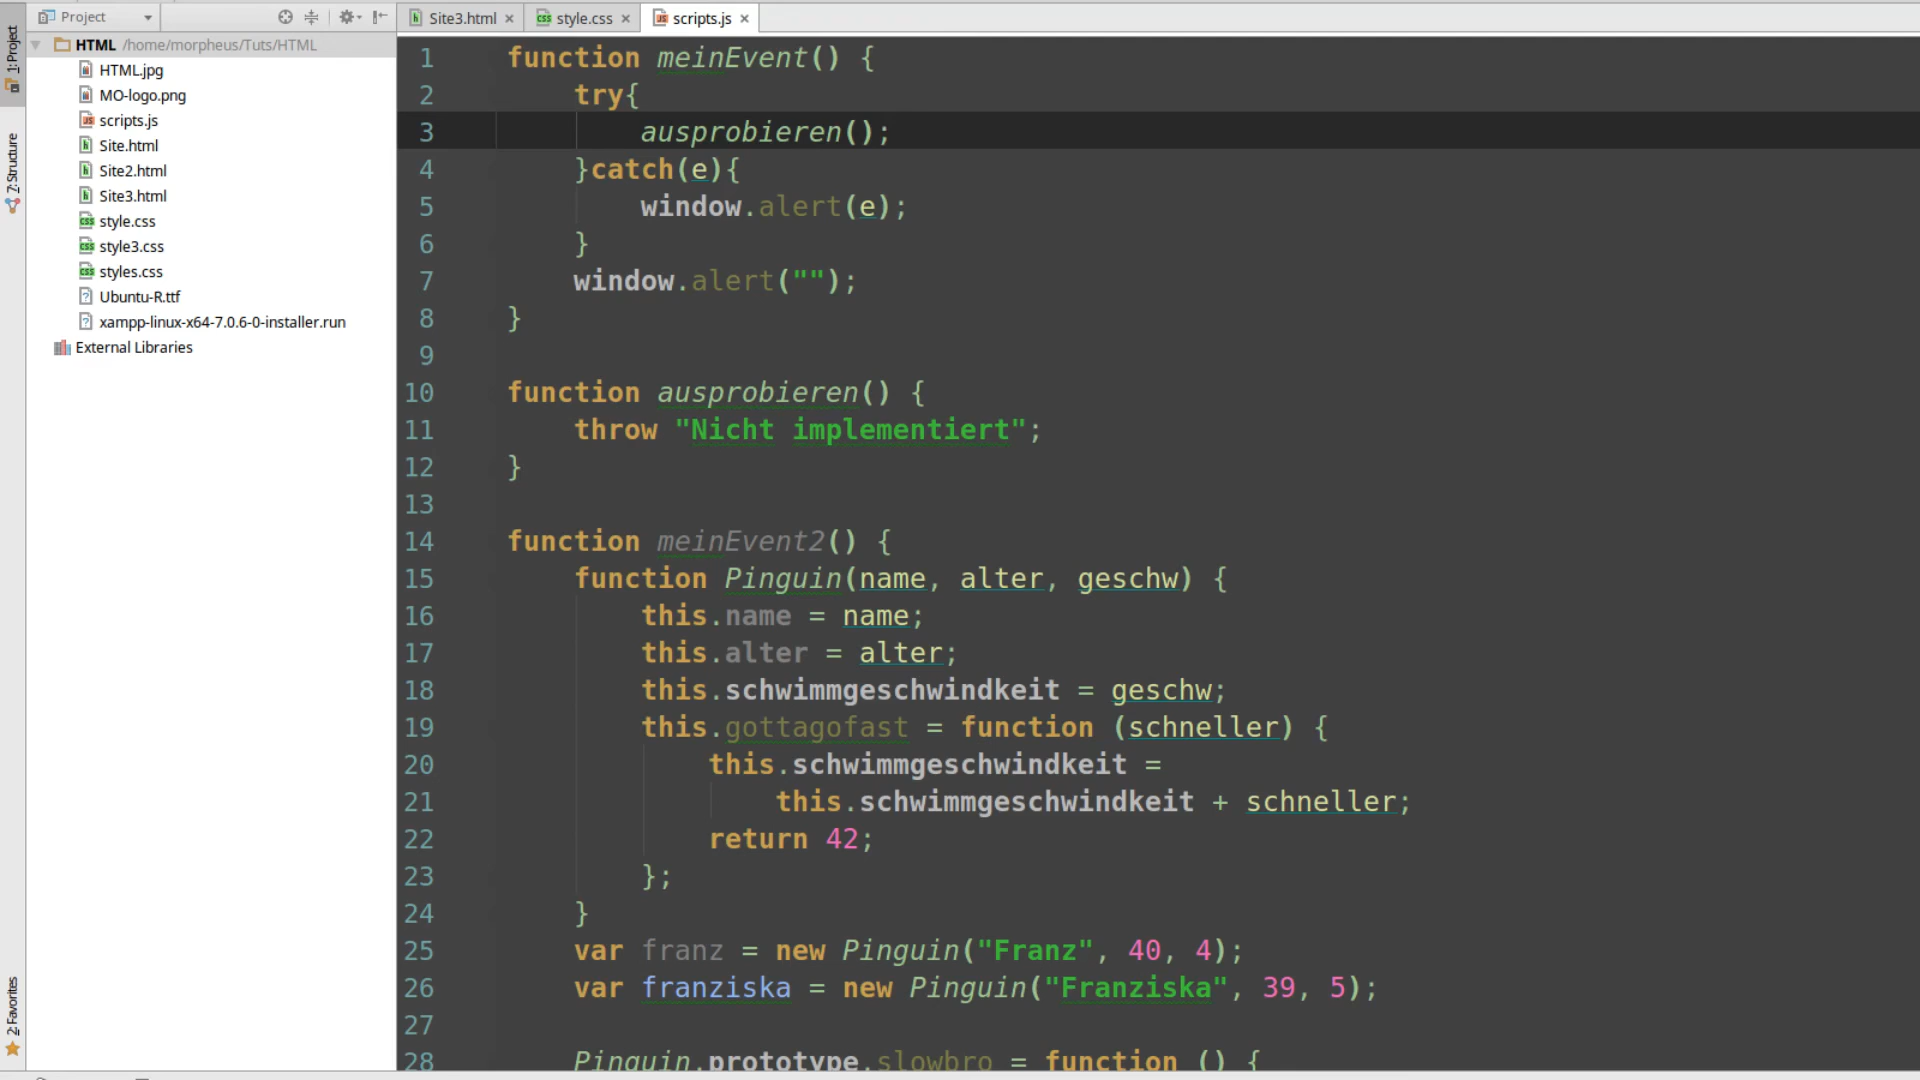 Project
Site3.html
style.css
scripts.js
1: Project
7: Structure
2: Favorites
HTML /home/morpheus/Tuts/HTML
HTML.jpg
MO-logo.png
scripts.js
Site.html
Site2.html
Site3.html
style.css
style3.css
styles.css
Ubuntu-R.ttf
xampp-linux-x64-7.0.6-0-installer.run
External Libraries
1 function meinEvent() {
2 try{
3 ausprobieren();
4 }catch(e){
5 window.alert(e);
6 }
7 window.alert("");
8 }
9
10 function ausprobieren() {
11 throw "Nicht implementiert";
12 }
13
14 function meinEvent2() {
15 function Pinguin(name, alter, geschw) {
16 this.name = name;
17 this.alter = alter;
18 this.schwimmgeschwindkeit = geschw;
19 this.gottagofast = function (schneller) {
20 this.schwimmgeschwindkeit =
21 this.schwimmgeschwindkeit + schneller;
22 return 42;
23 };
24 }
25 var franz = new Pinguin("Franz", 40, 4);
26 var franziska = new Pinguin("Franziska", 39, 5);
27
28 Pinguin.prototype.slowbro = function () {